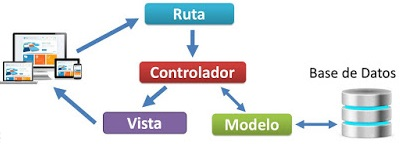 Ruta
Controlador
Base de Datos
Vista
Modelo